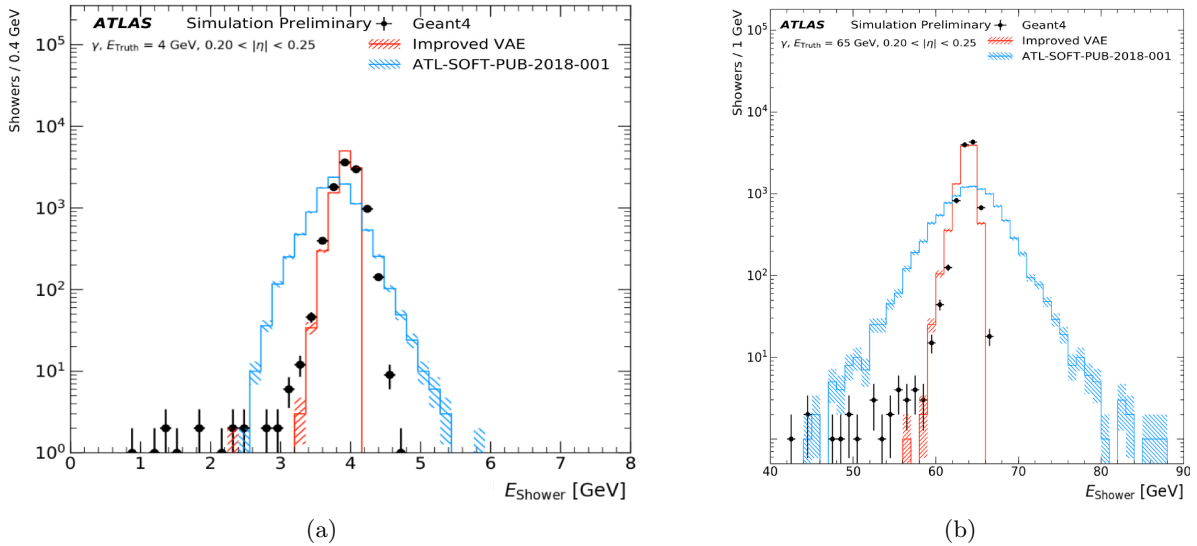 ATLAS Simulation Preliminary
γ, E_Truth = 4 GeV, 0.20 < |η| < 0.25
Geant4
Improved VAE
ATL-SOFT-PUB-2018-001
Showers / 0.4 GeV
10^5
10^4
10^3
10^2
10^1
10^0
0 1 2 3 4 5 6 7 8
E_Shower [GeV]
(a)
ATLAS Simulation Preliminary
γ, E_Truth = 65 GeV, 0.20 < |η| < 0.25
Geant4
Improved VAE
ATL-SOFT-PUB-2018-001
Showers / 1 GeV
10^5
10^4
10^3
10^2
10^1
40 50 60 70 80 90
E_Shower [GeV]
(b)